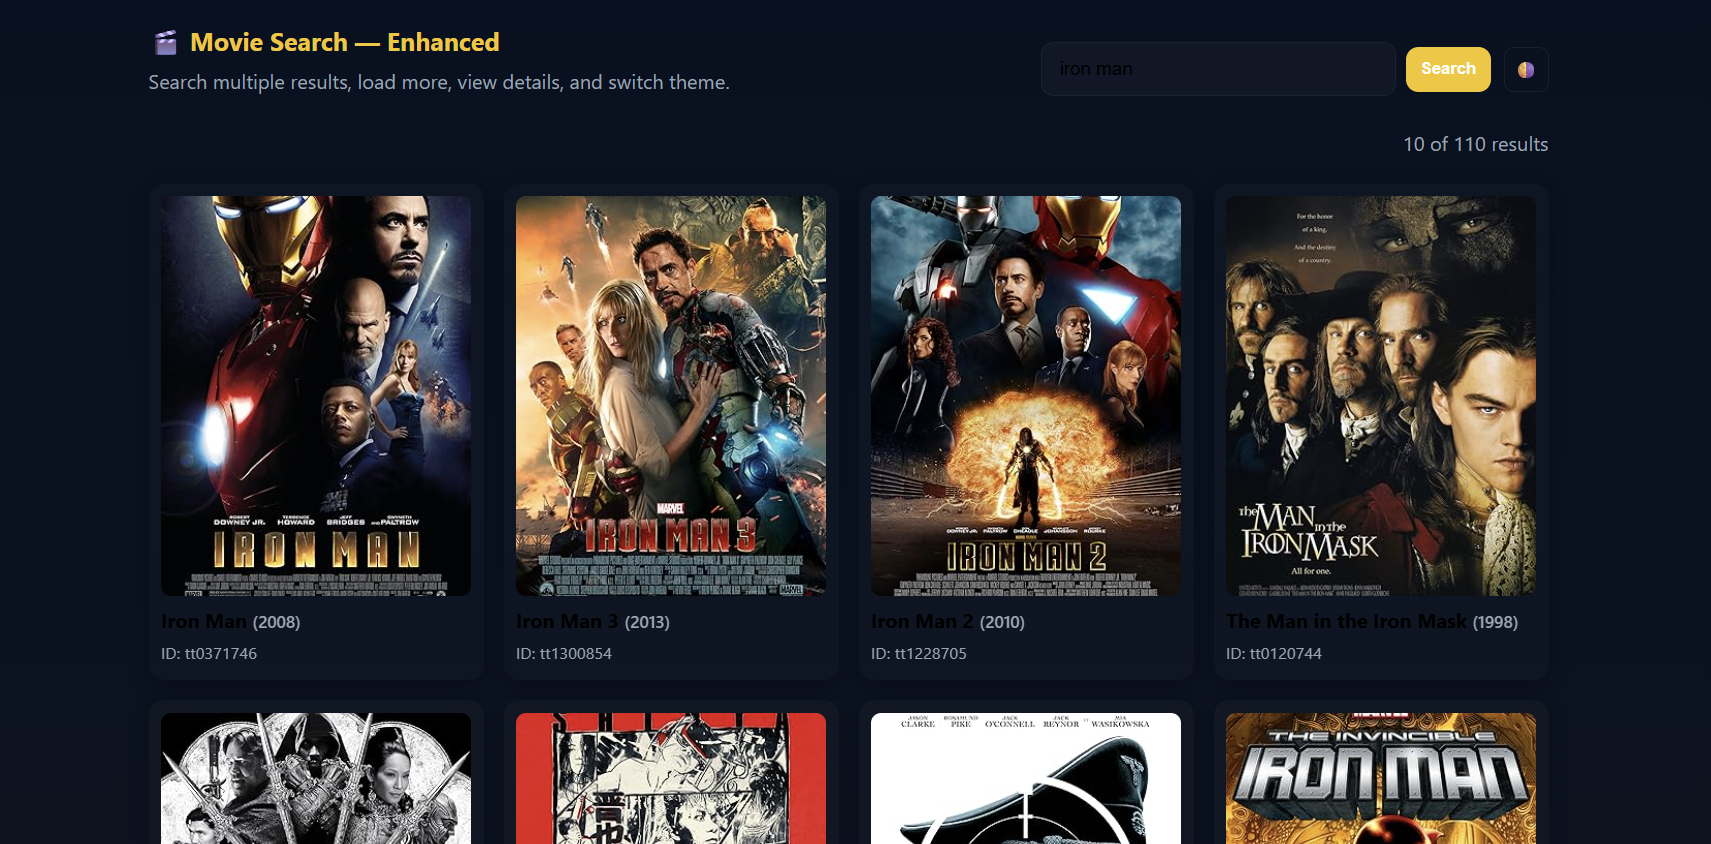 Movie Search — Enhanced
Search multiple results, load more, view details, and switch theme.
iron man
Search
10 of 110 results
ROBERT DOWNEY JR. TERRENCE HOWARD JEFF BRIDGES AND GWYNETH PALTROW
IRON MAN
MARVEL
IRON MAN 3
MARVEL
IRON MAN 2
For the honor
of a king.
And the destiny
of a country.
The MAN in the IRON MASK
All for one.
Iron Man (2008)
ID: tt0371746
Iron Man 3 (2013)
ID: tt1300854
Iron Man 2 (2010)
ID: tt1228705
The Man in the Iron Mask (1998)
ID: tt0120744
JASON CLARKE ROSAMUND PIKE JACK O'CONNELL JACK REYNOR MIA WASIKOWSKA
THE INVINCIBLE
IRON MAN